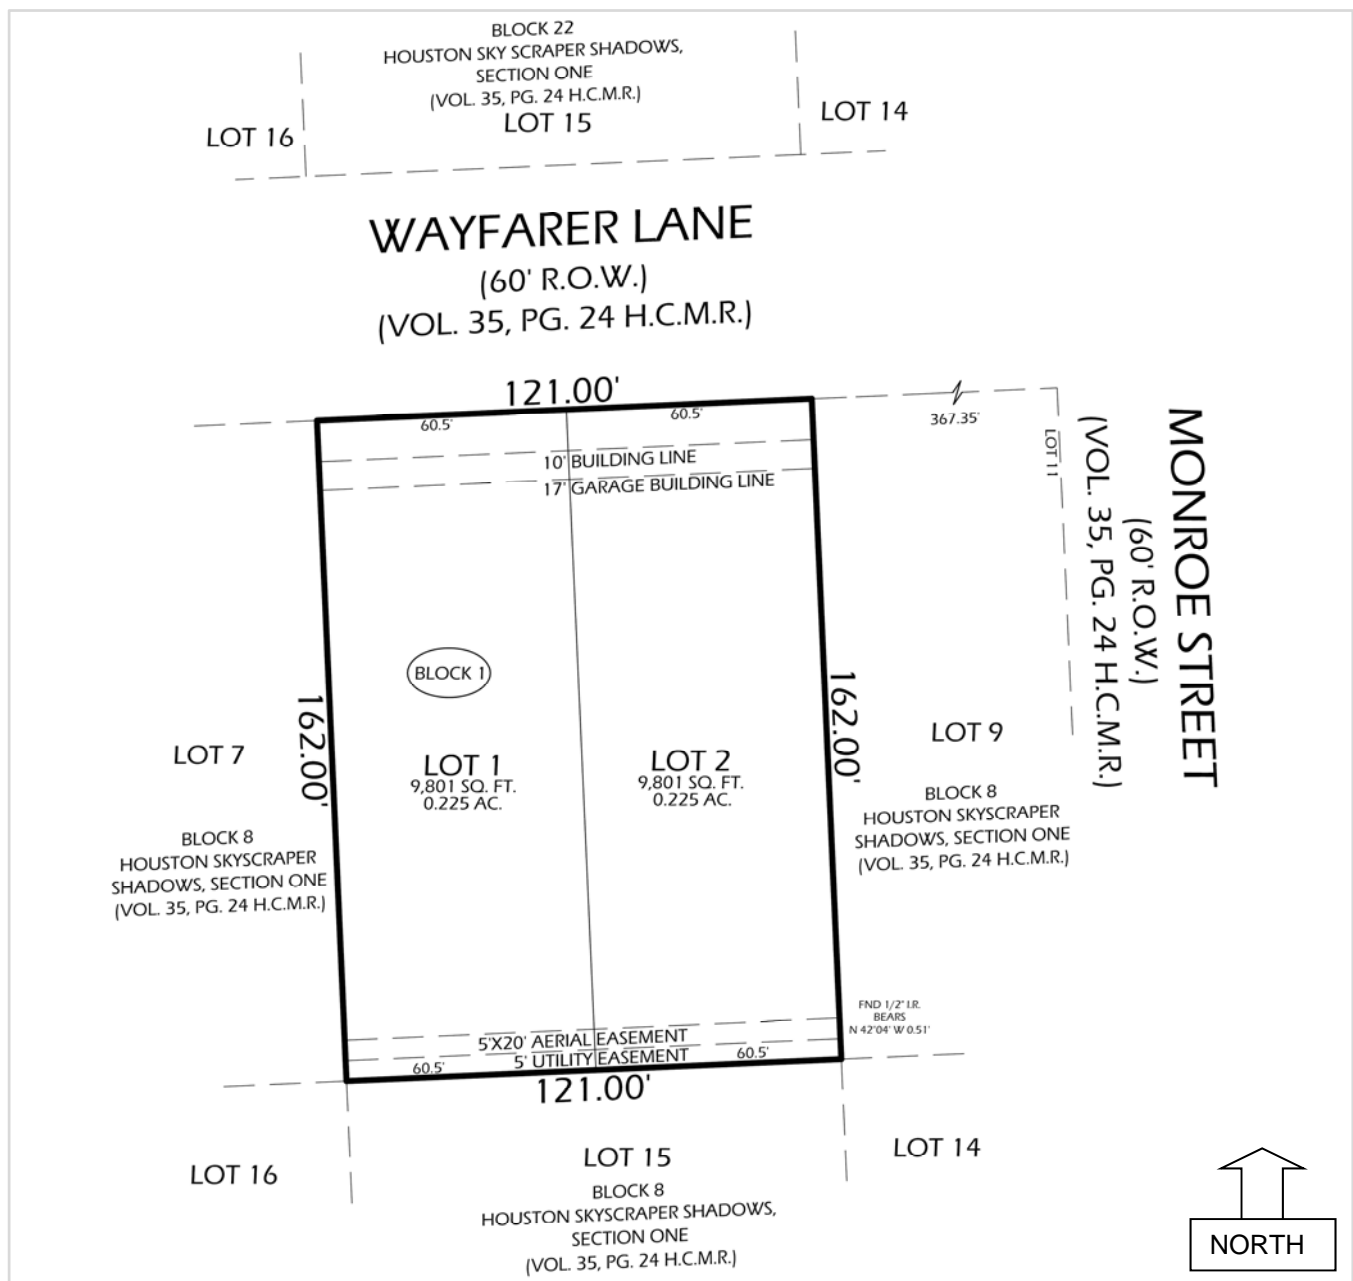 BLOCK 22
HOUSTON SKY SCRAPER SHADOWS,
SECTION ONE
(VOL. 35, PG. 24 H.C.M.R.)
LOT 16
LOT 15
LOT 14
WAYFARER LANE
(60' R.O.W.)
(VOL. 35, PG. 24 H.C.M.R.)
121.00'
60.5'
60.5'
367.35'
LOT 11
MONROE STREET
(60' R.O.W.)
(VOL. 35, PG. 24 H.C.M.R.)
10' BUILDING LINE
17' GARAGE BUILDING LINE
BLOCK 1
162.00'
162.00'
LOT 7
BLOCK 8
HOUSTON SKYSCRAPER
SHADOWS, SECTION ONE
(VOL. 35, PG. 24 H.C.M.R.)
LOT 1
9,801 SQ. FT.
0.225 AC.
LOT 2
9,801 SQ. FT.
0.225 AC.
LOT 9
BLOCK 8
HOUSTON SKYSCRAPER
SHADOWS, SECTION ONE
(VOL. 35, PG. 24 H.C.M.R.)
FND 1/2" I.R.
BEARS
N 42°04' W 0.51'
5'X20' AERIAL EASEMENT
5' UTILITY EASEMENT
60.5'
60.5'
121.00'
LOT 16
LOT 15
LOT 14
BLOCK 8
HOUSTON SKYSCRAPER SHADOWS,
SECTION ONE
(VOL. 35, PG. 24 H.C.M.R.)
NORTH